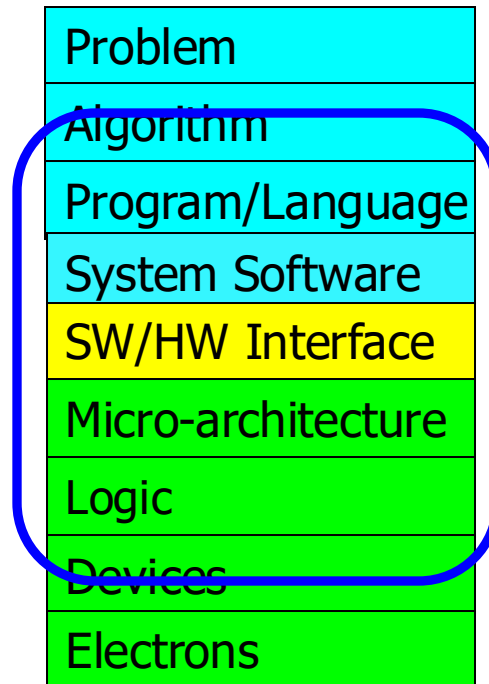 Problem
Algorithm
Program/Language
System Software
SW/HW Interface
Micro-architecture
Logic
Devices
Electrons